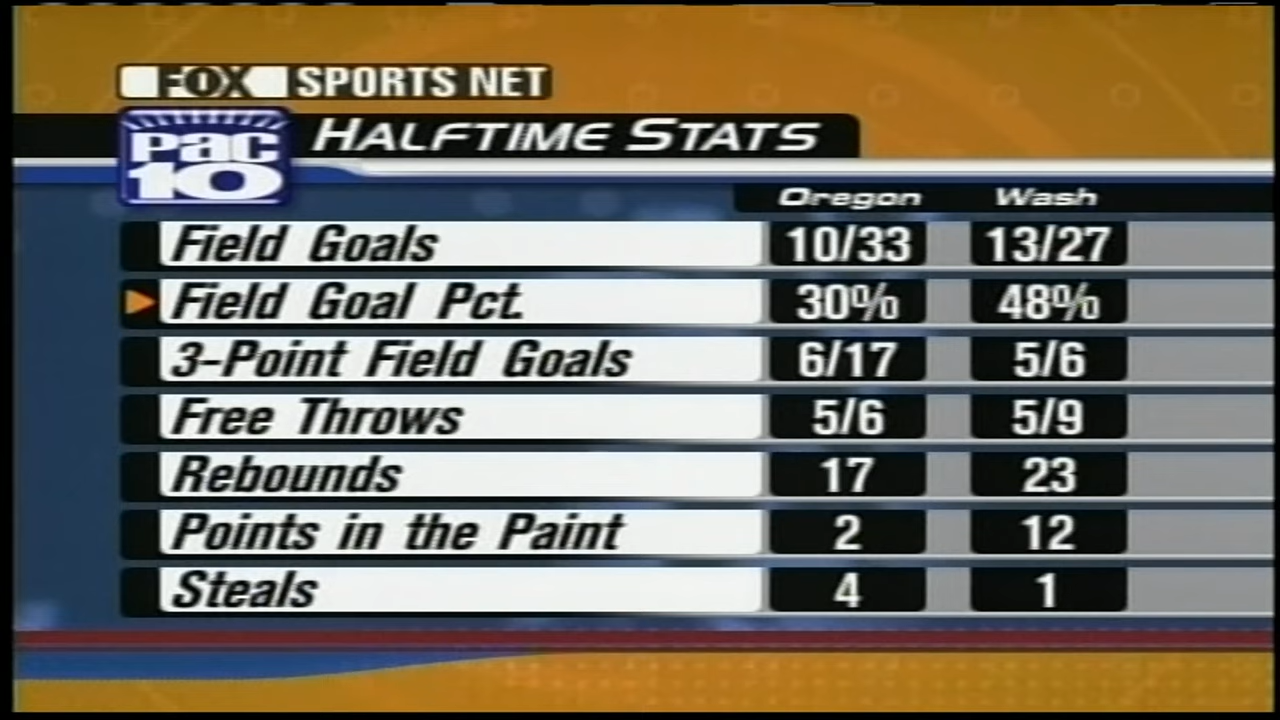 FOX SPORTS NET
PAC 10 HALFTIME STATS
Oregon Wash
Field Goals 10/33 13/27
Field Goal Pct. 30% 48%
3-Point Field Goals 6/17 5/6
Free Throws 5/6 5/9
Rebounds 17 23
Points in the Paint 2 12
Steals 4 1